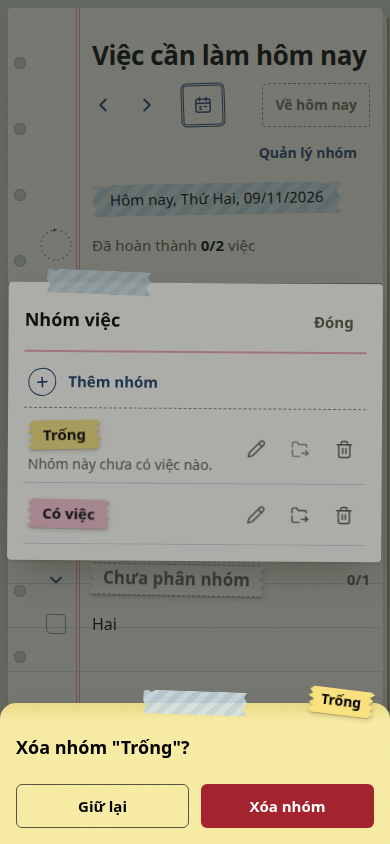 Việc cần làm hôm nay
Về hôm nay
Quản lý nhóm
Hôm nay, Thứ Hai, 09/11/2026
Đã hoàn thành 0/2 việc
Nhóm việc
Đóng
Thêm nhóm
Trống
Nhóm này chưa có việc nào.
Có việc
Chưa phân nhóm
0/1
Hai
Trống
Xóa nhóm "Trống"?
Giữ lại
Xóa nhóm